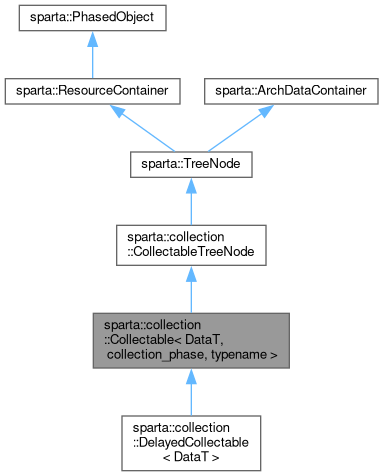 sparta::PhasedObject
sparta::ResourceContainer
sparta::ArchDataContainer
sparta::TreeNode
sparta::collection
::CollectableTreeNode
sparta::collection
::Collectable< DataT,
collection_phase, typename >
sparta::collection
::DelayedCollectable
< DataT >